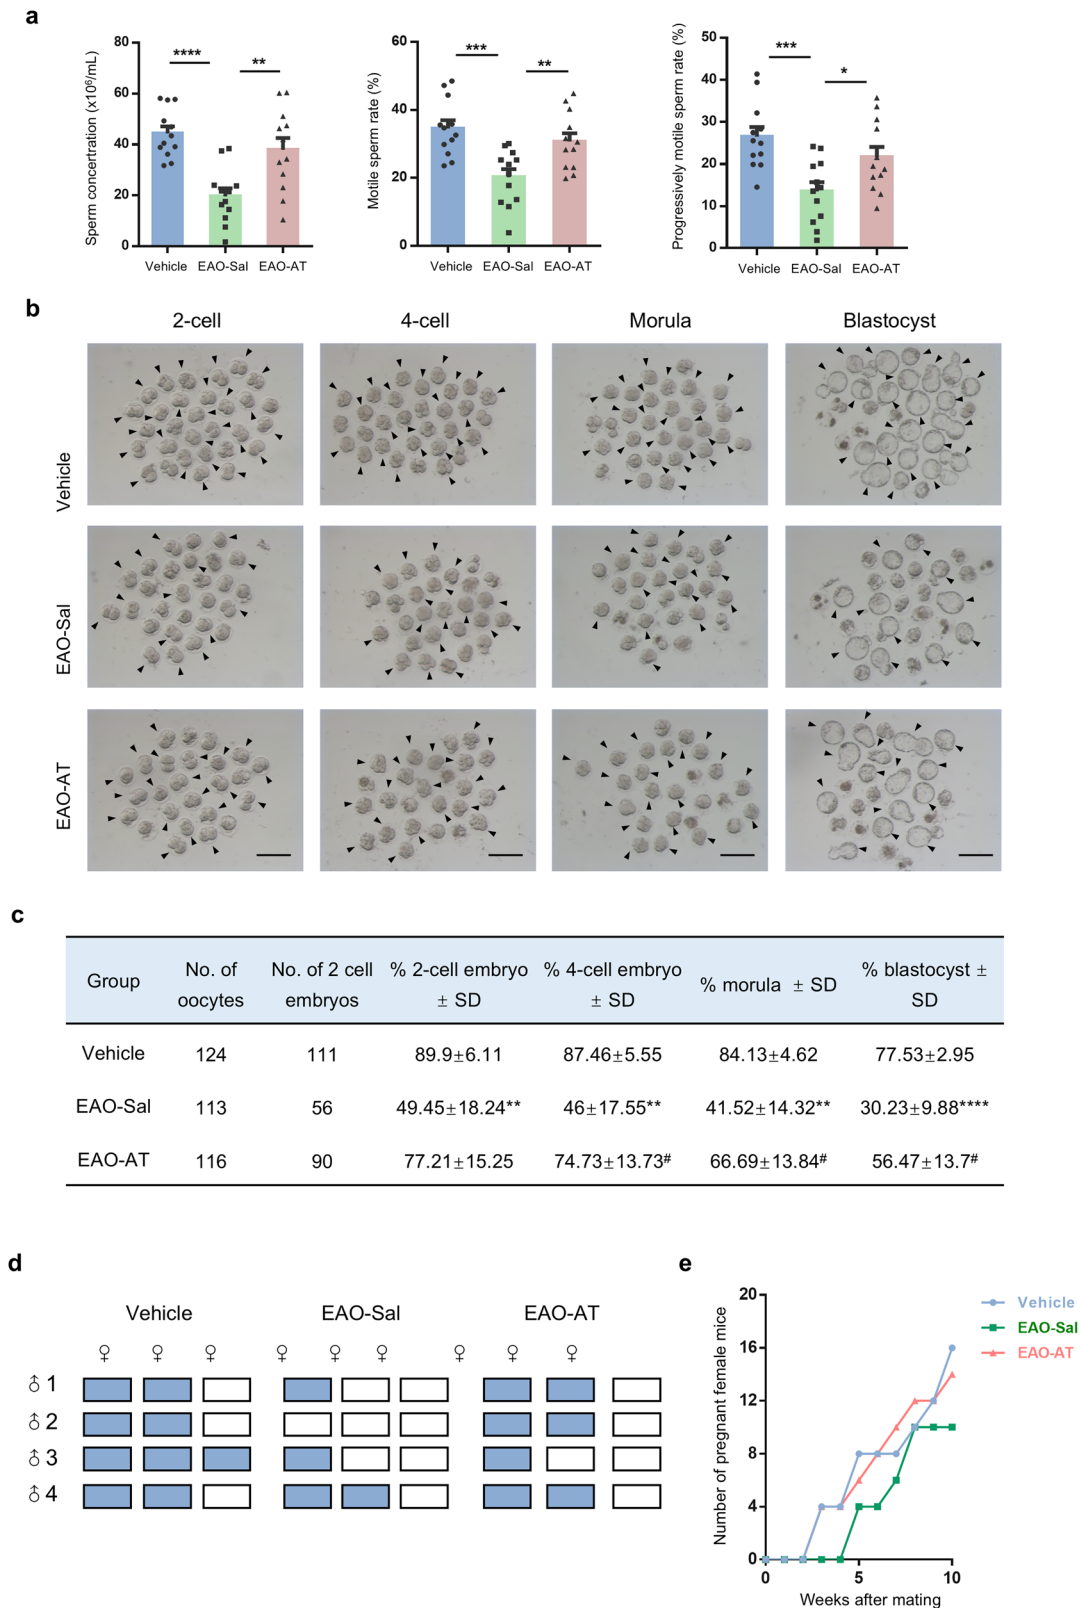 a
Sperm concertration (x10⁶/mL)
80
60
40
20
0
****
**
Vehicle EAO-Sal EAO-AT
Motile sperm rate (%)
60
40
20
0
***
**
Vehicle EAO-Sal EAO-AT
Progressively motile sperm rate (%)
50
40
30
20
10
0
***
*
Vehicle EAO-Sal EAO-AT
b
2-cell 4-cell Morula Blastocyst
Vehicle
EAO-Sal
EAO-AT
c
Group No. of oocytes No. of 2 cell embryos % 2-cell embryo ± SD % 4-cell embryo ± SD % morula ± SD % blastocyst ± SD
Vehicle 124 111 89.9±6.11 87.46±5.55 84.13±4.62 77.53±2.95
EAO-Sal 113 56 49.45±18.24** 46±17.55** 41.52±14.32** 30.23±9.88****
EAO-AT 116 90 77.21±15.25 74.73±13.73# 66.69±13.84# 56.47±13.7#
d
Vehicle EAO-Sal EAO-AT
♀ ♀ ♀ ♀ ♀ ♀ ♀ ♀ ♀
♂1
♂2
♂3
♂4
e
Number of pregnant female mice
20
16
12
8
4
0
0 5 10
Weeks after mating
Vehicle
EAO-Sal
EAO-AT